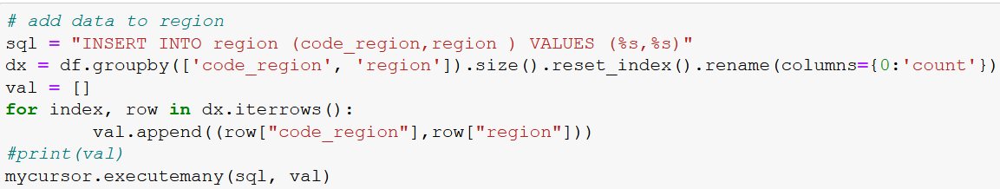 # add data to region
sql = "INSERT INTO region (code_region,region ) VALUES (%s,%s)"
dx = df.groupby(['code_region', 'region']).size().reset_index().rename(columns={0:'count'})
val = []
for index, row in dx.iterrows():
        val.append((row["code_region"],row["region"]))
#print(val)
mycursor.executemany(sql, val)